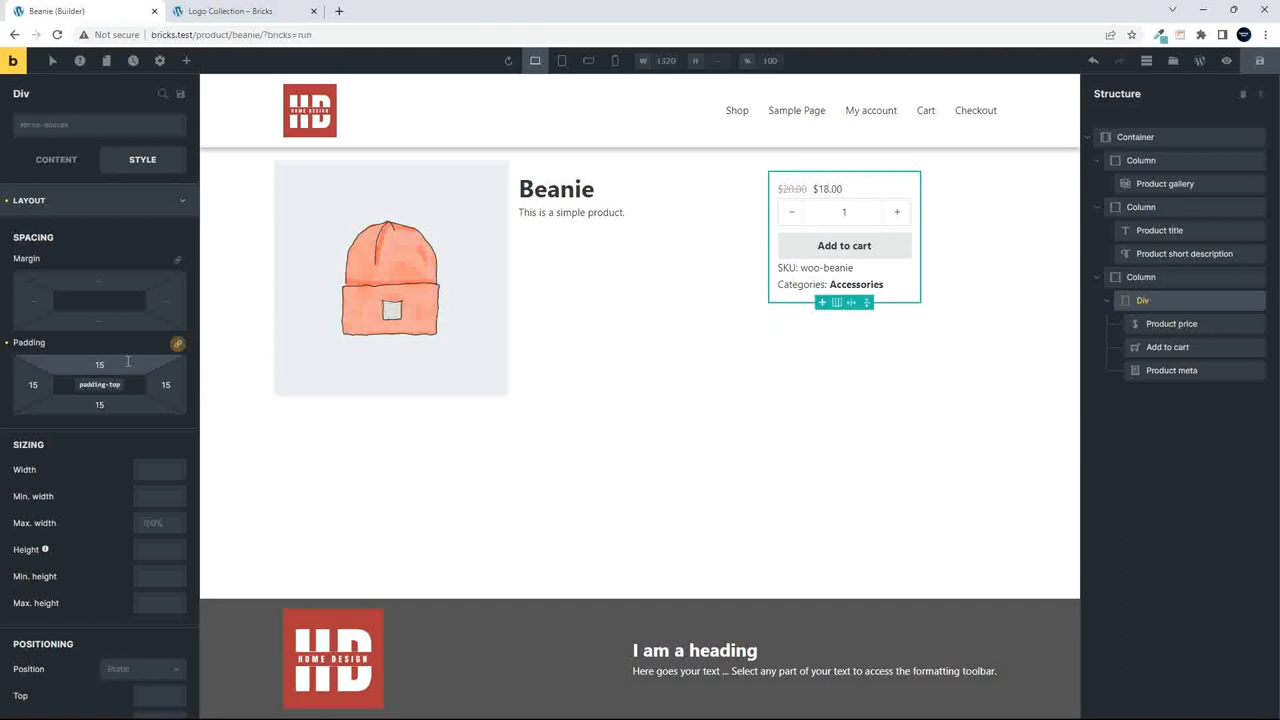 Beanie (Builder)
Logo Collection – Bricks
Not secure
bricks.test/product/beanie/?bricks=run
b
W 1320 H - % 100
Div
STYLE
CONTENT
LAYOUT
SPACING
Margin
Padding
15
15 padding-top 15
15
SIZING
Width
Min. width
Max. width 100%
Height
Min. height
Max. height
POSITIONING
Position Static
Top
HD
HOME DESIGN
Shop Sample Page My account Cart Checkout
Beanie
This is a simple product.
$20.00 $18.00
− 1 +
Add to cart
SKU: woo-beanie
Categories: Accessories
HD
HOME DESIGN
I am a heading
Here goes your text ... Select any part of your text to access the formatting toolbar.
Structure
Container
Column
Product gallery
Column
Product title
Product short description
Column
Div
Product price
Add to cart
Product meta